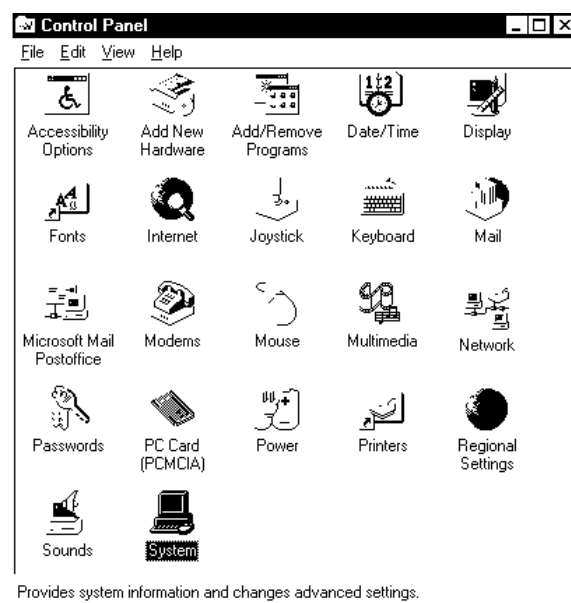 Control Panel
File Edit View Help
Accessibility Options
Add New Hardware
Add/Remove Programs
Date/Time
Display
Fonts
Internet
Joystick
Keyboard
Mail
Microsoft Mail Postoffice
Modems
Mouse
Multimedia
Network
Passwords
PC Card (PCMCIA)
Power
Printers
Regional Settings
Sounds
System
Provides system information and changes advanced settings.